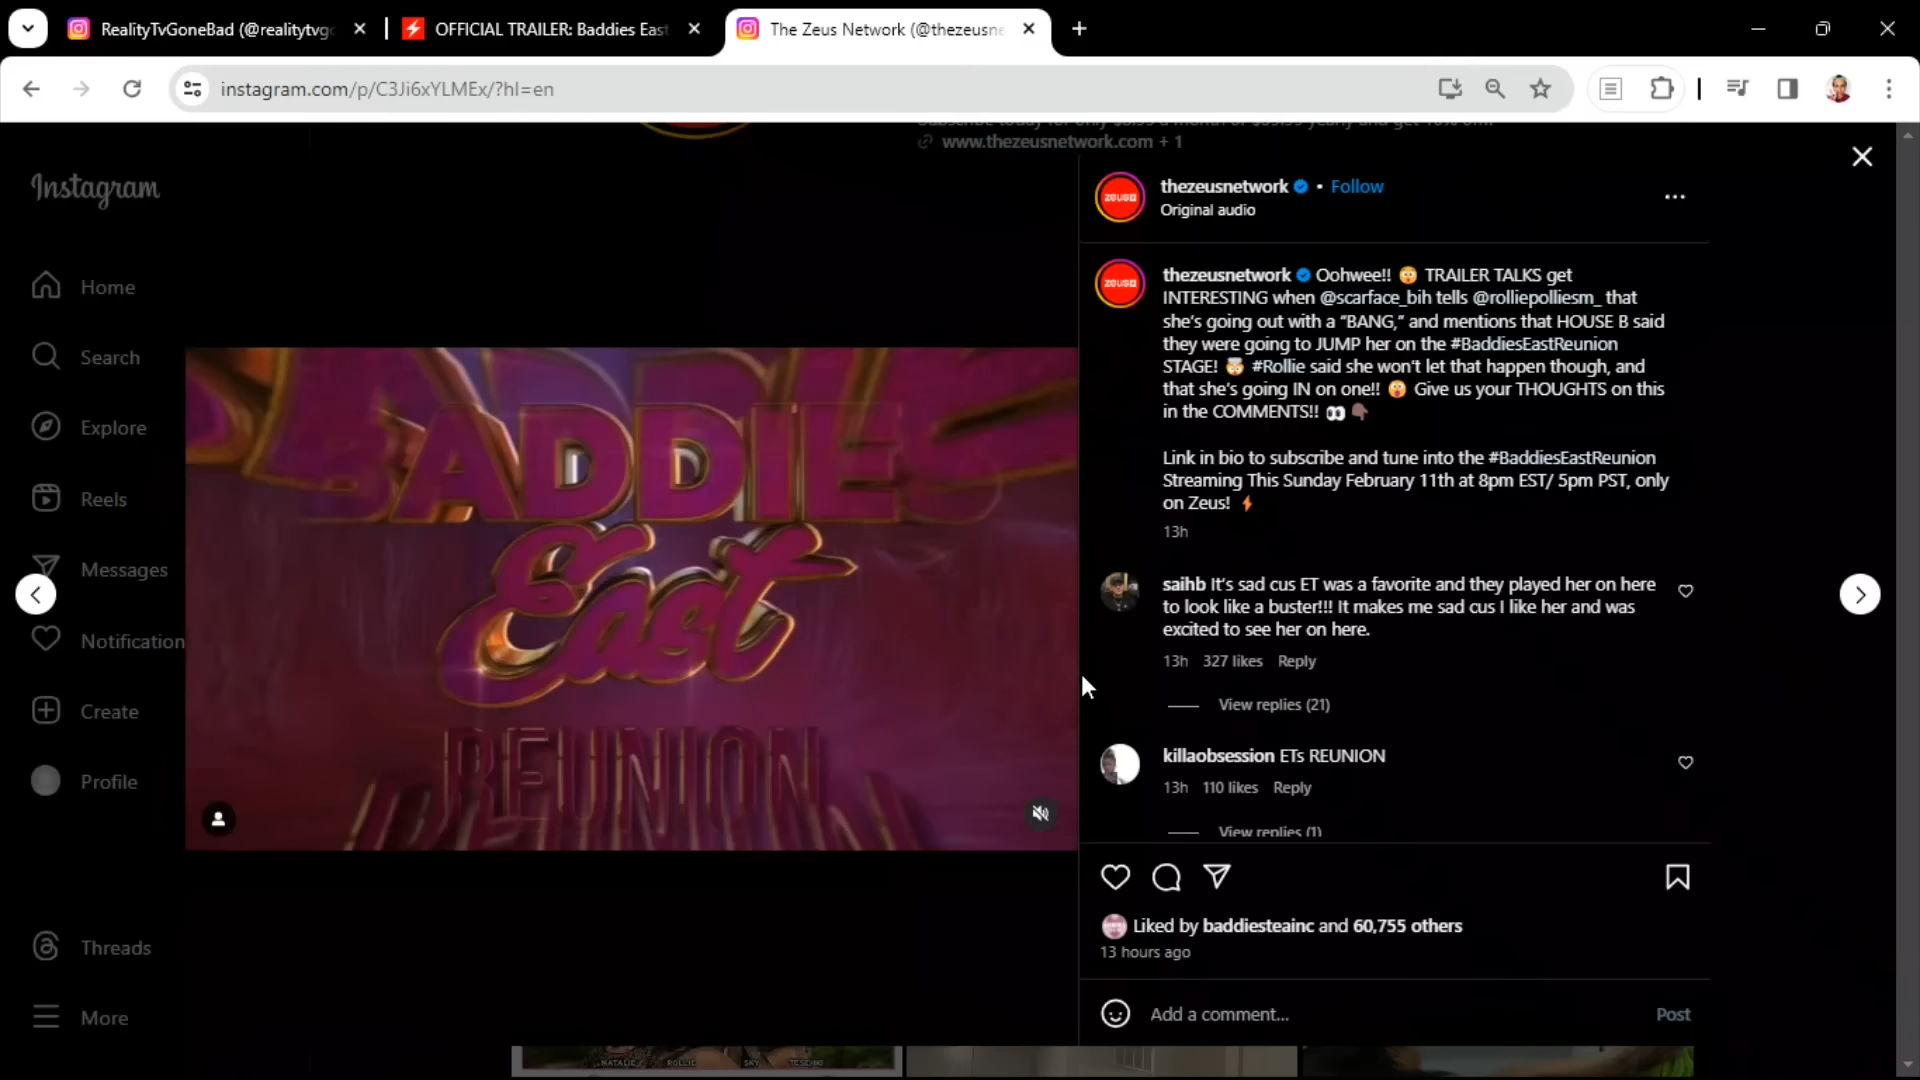 RealityTvGoneBad (@realitytvgo
OFFICIAL TRAILER: Baddies East
The Zeus Network (@thezeusne
instagram.com/p/C3Ji6xYLMEx/?hl=en
www.thezeusnetwork.com + 1
Instagram
Home
Search
Explore
Reels
Messages
Notification
Create
Profile
Threads
More
BADDIES
East
REUNION
ZEUS
thezeusnetwork • Follow
Original audio
ZEUS
thezeusnetwork Oohwee!! 😳 TRAILER TALKS get
INTERESTING when @scarface_bih tells @rolliepolliesm_ that
she's going out with a “BANG,” and mentions that HOUSE B said
they were going to JUMP her on the #BaddiesEastReunion
STAGE! 🤯 #Rollie said she won't let that happen though, and
that she's going IN on one!! 😲 Give us your THOUGHTS on this
in the COMMENTS!! 👀👇🏾
Link in bio to subscribe and tune into the #BaddiesEastReunion
Streaming This Sunday February 11th at 8pm EST/ 5pm PST, only
on Zeus! ⚡
13h
saihb It's sad cus ET was a favorite and they played her on here
to look like a buster!!! It makes me sad cus I like her and was
excited to see her on here.
13h 327 likes Reply
View replies (21)
killaobsession ETs REUNION
13h 110 likes Reply
View replies (1)
Liked by baddiesteainc and 60,755 others
13 hours ago
Add a comment...
Post
NATALIE ROLLIE SKY TESEHKI